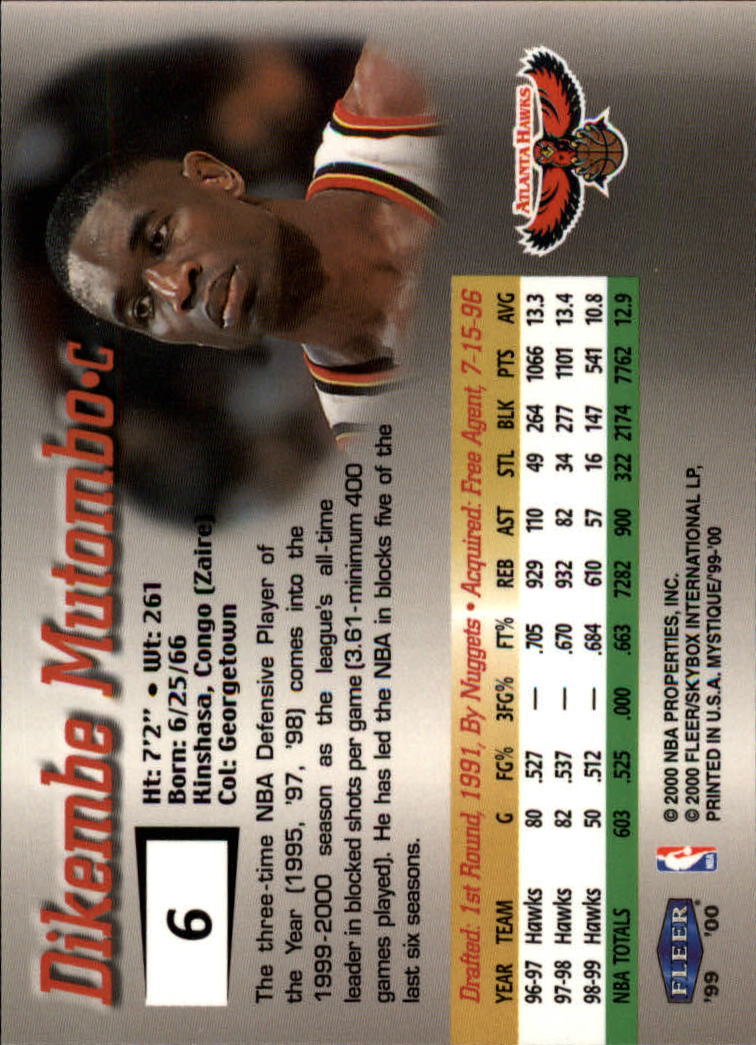 Dikembe Mutombo•C
6
Ht: 7'2" • Wt: 261
Born: 6/25/66
Kinshasa, Congo (Zaire)
Col: Georgetown
The three-time NBA Defensive Player of
the Year (1995, '97, '98) comes into the
1999-2000 season as the league's all-time
leader in blocked shots per game (3.61-minimum 400
games played). He has led the NBA in blocks five of the
last six seasons.
ATLANTA HAWKS
Drafted: 1st Round, 1991, By Nuggets • Acquired: Free Agent, 7-15-96
YEAR TEAM G FG% 3FG% FT% REB AST STL BLK PTS AVG
96-97 Hawks 80 .527 — .705 929 110 49 264 1066 13.3
97-98 Hawks 82 .537 — .670 932 82 34 277 1101 13.4
98-99 Hawks 50 .512 — .684 610 57 16 147 541 10.8
NBA TOTALS 603 .525 .000 .663 7282 900 322 2174 7762 12.9
FLEER
'99 '00
NBA
© 2000 NBA PROPERTIES, INC.
© 2000 FLEER/SKYBOX INTERNATIONAL LP,
PRINTED IN U.S.A. MYSTIQUE/'99-'00